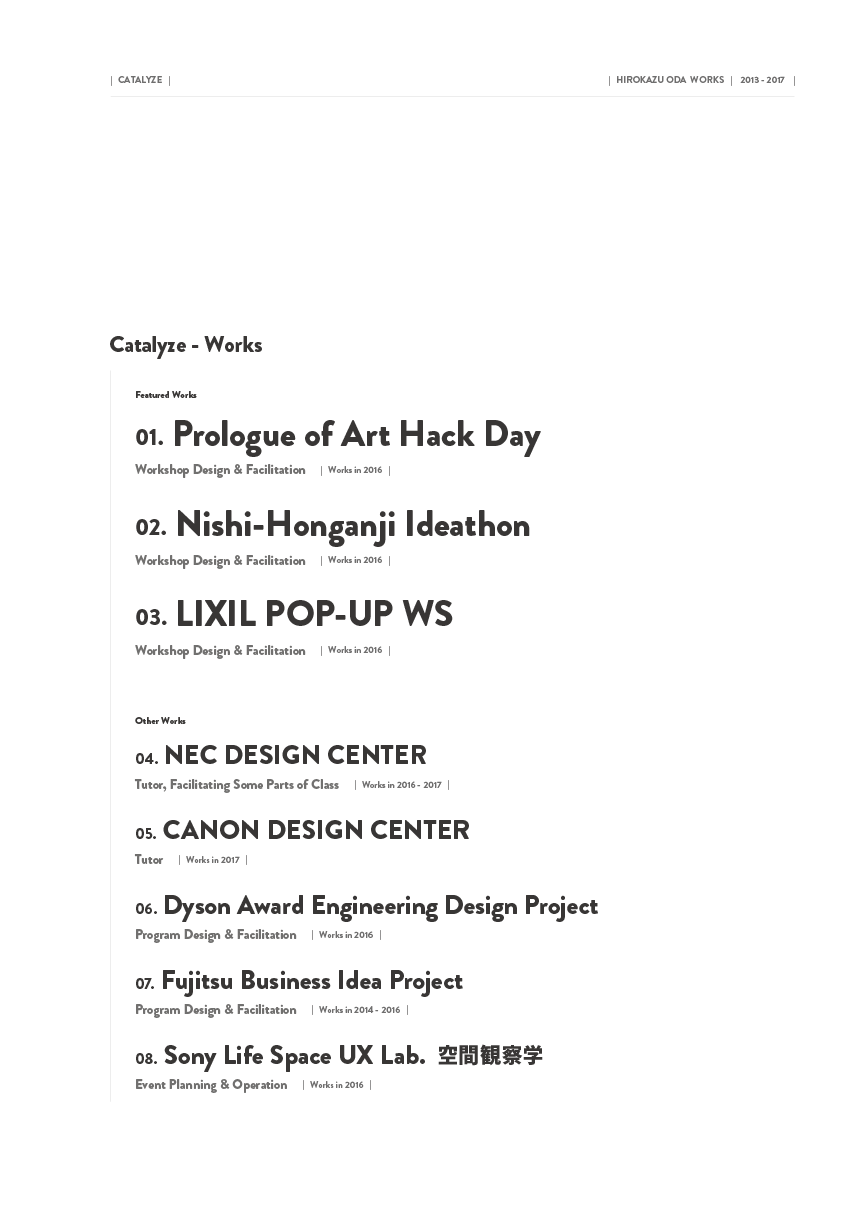 | CATALYZE |
| HIROKAZU ODA WORKS | 2013 - 2017 |
Catalyze - Works
Featured Works
01. Prologue of Art Hack Day
Workshop Design & Facilitation | Works in 2016 |
02. Nishi-Honganji Ideathon
Workshop Design & Facilitation | Works in 2016 |
03. LIXIL POP-UP WS
Workshop Design & Facilitation | Works in 2016 |
Other Works
04. NEC DESIGN CENTER
Tutor, Facilitating Some Parts of Class | Works in 2016 - 2017 |
05. CANON DESIGN CENTER
Tutor | Works in 2017 |
06. Dyson Award Engineering Design Project
Program Design & Facilitation | Works in 2016 |
07. Fujitsu Business Idea Project
Program Design & Facilitation | Works in 2014 - 2016 |
08. Sony Life Space UX Lab. 空間観察学
Event Planning & Operation | Works in 2016 |